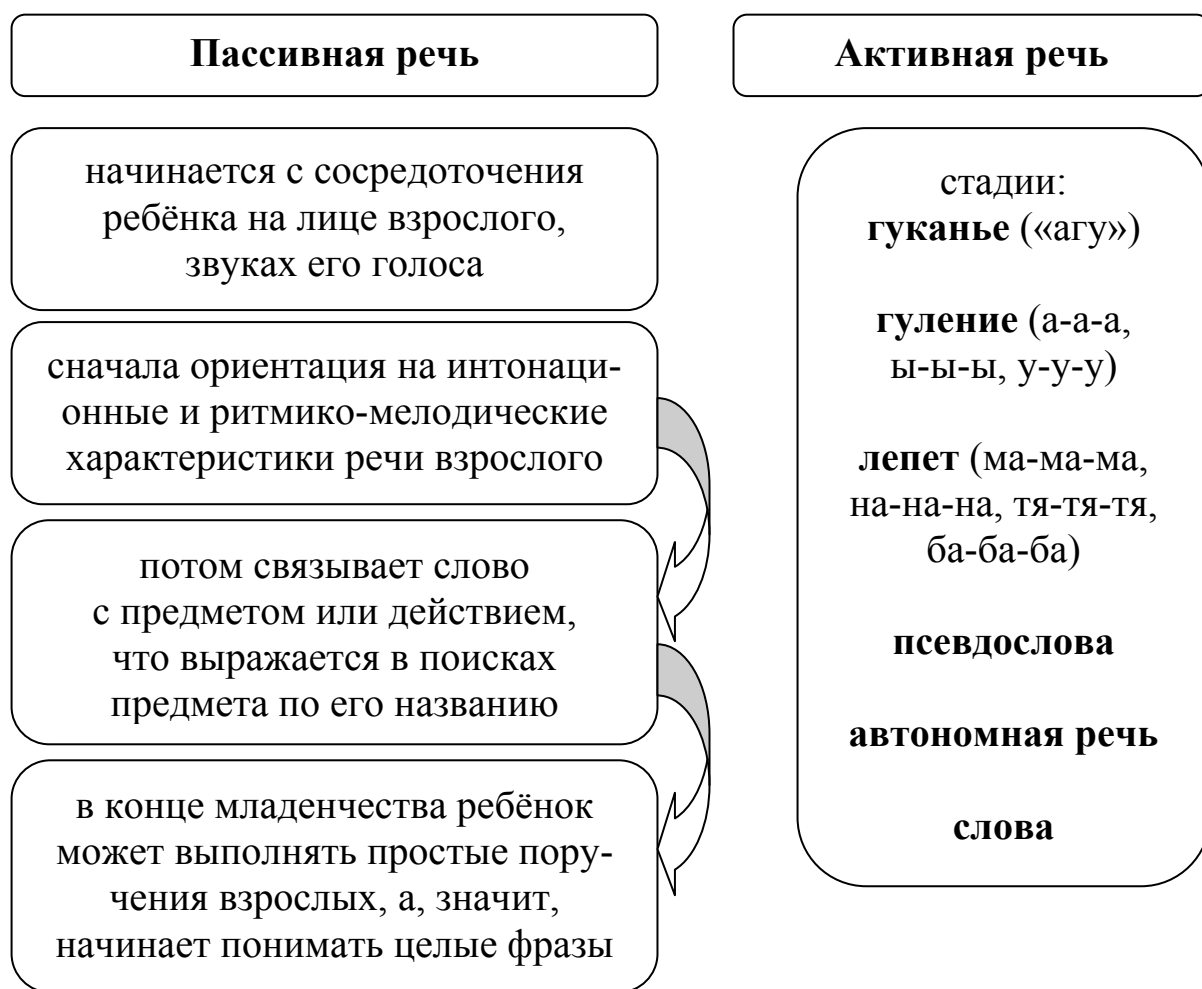 Пассивная речь
начинается с сосредоточения
ребёнка на лице взрослого,
звуках его голоса
сначала ориентация на интонаци-
онные и ритмико-мелодические
характеристики речи взрослого
потом связывает слово
с предметом или действием,
что выражается в поисках
предмета по его названию
в конце младенчества ребёнок
может выполнять простые пору-
чения взрослых, а, значит,
начинает понимать целые фразы
Активная речь
стадии:
гуканье («агу»)
гуление (а-а-а,
ы-ы-ы, у-у-у)
лепет (ма-ма-ма,
на-на-на, тя-тя-тя,
ба-ба-ба)
псевдослова
автономная речь
слова